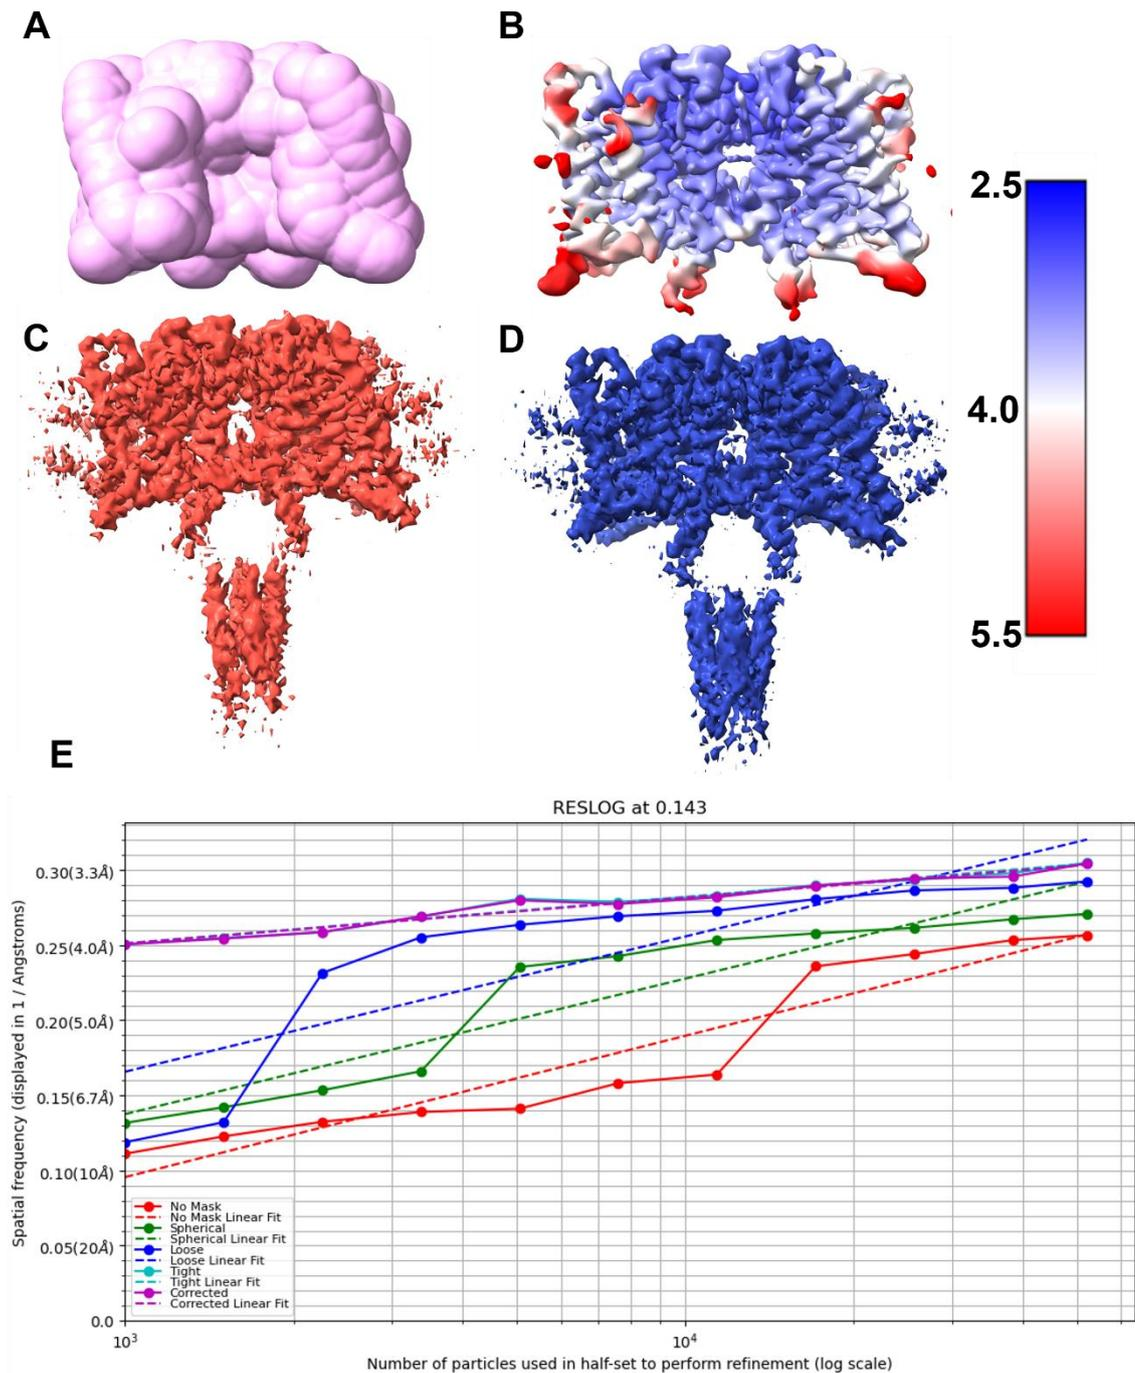 A
B
2.5
4.0
5.5
C
D
E
RESLOG at 0.143
Spatial frequency (displayed in 1 / Angstroms)
0.30(3.3Å)
0.25(4.0Å)
0.20(5.0Å)
0.15(6.7Å)
0.10(10Å)
0.05(20Å)
0.0
No Mask
No Mask Linear Fit
Spherical
Spherical Linear Fit
Loose
Loose Linear Fit
Tight
Tight Linear Fit
Corrected
Corrected Linear Fit
10³
10⁴
Number of particles used in half-set to perform refinement (log scale)